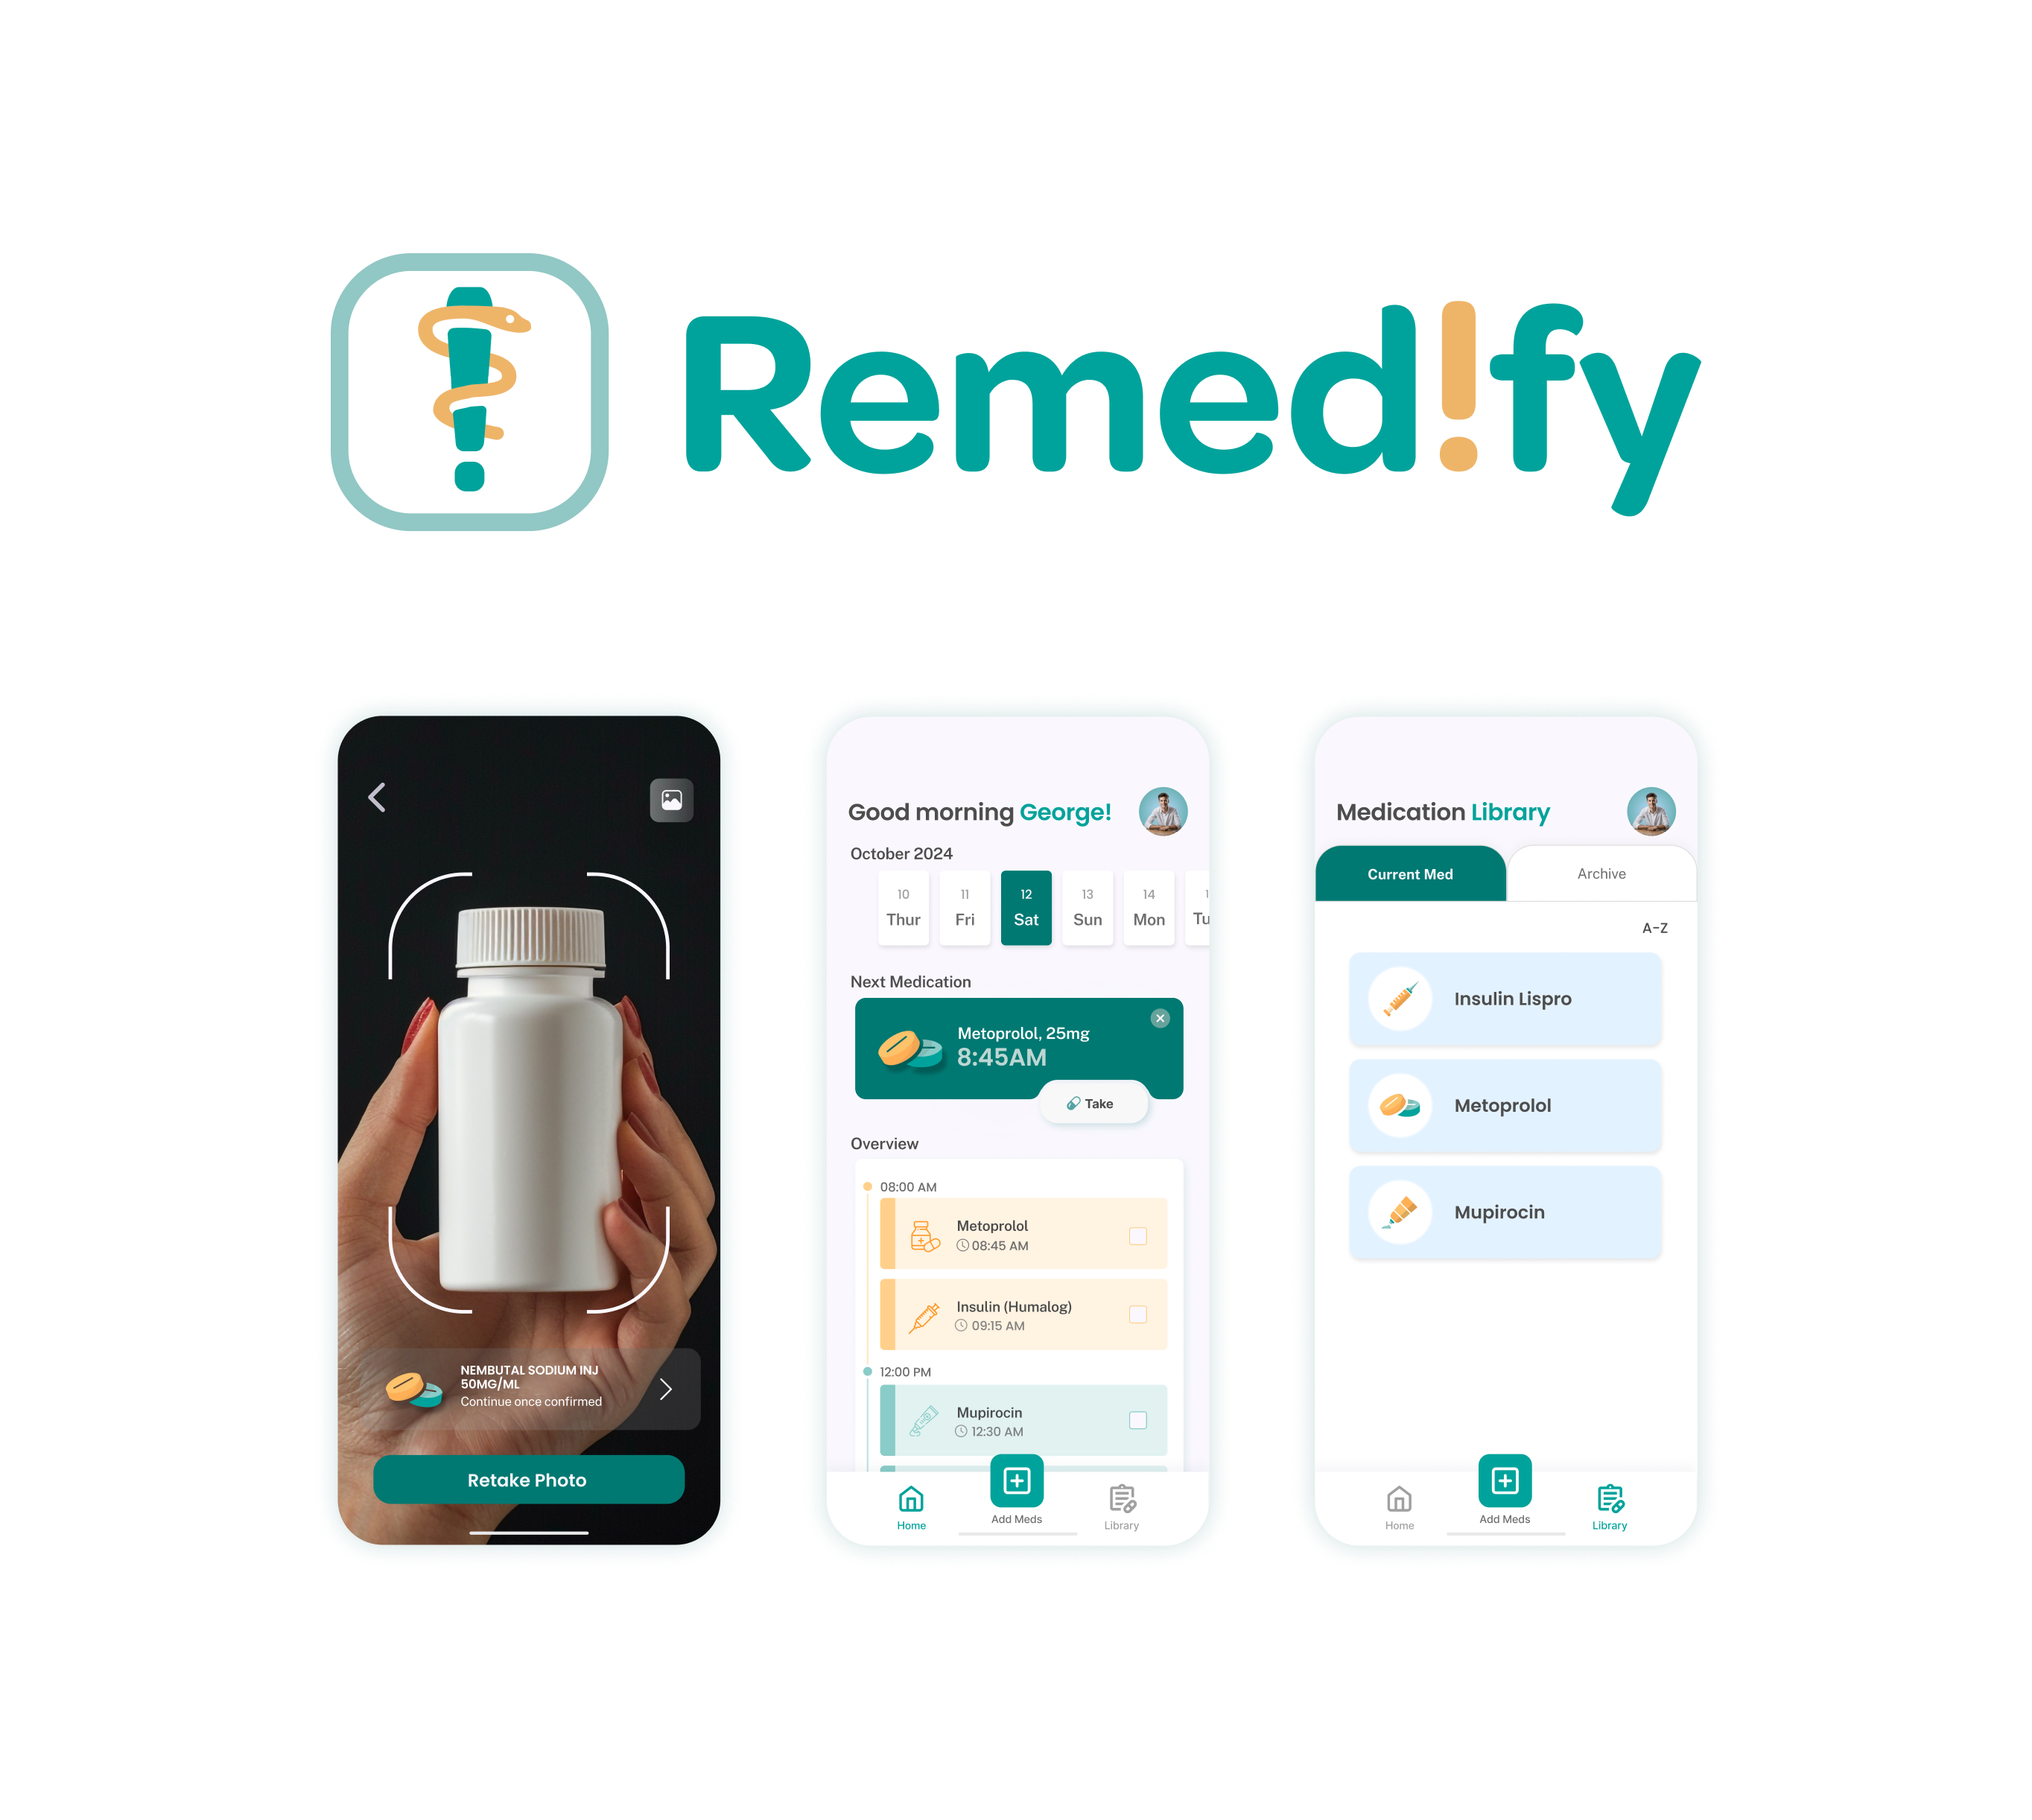 Remed!fy
NEMBUTAL SODIUM INJ
50MG/ML
Continue once confirmed
Retake Photo
Good morning George!
October 2024
10 11 12 13 14 1
Thur Fri Sat Sun Mon Tu
Next Medication
Metoprolol, 25mg
8:45AM
Take
Overview
08:00 AM
Metoprolol
08:45 AM
Insulin (Humalog)
09:15 AM
12:00 PM
Mupirocin
12:30 AM
Home
Add Meds
Library
Medication Library
Current Med
Archive
A-Z
Insulin Lispro
Metoprolol
Mupirocin
Home
Add Meds
Library